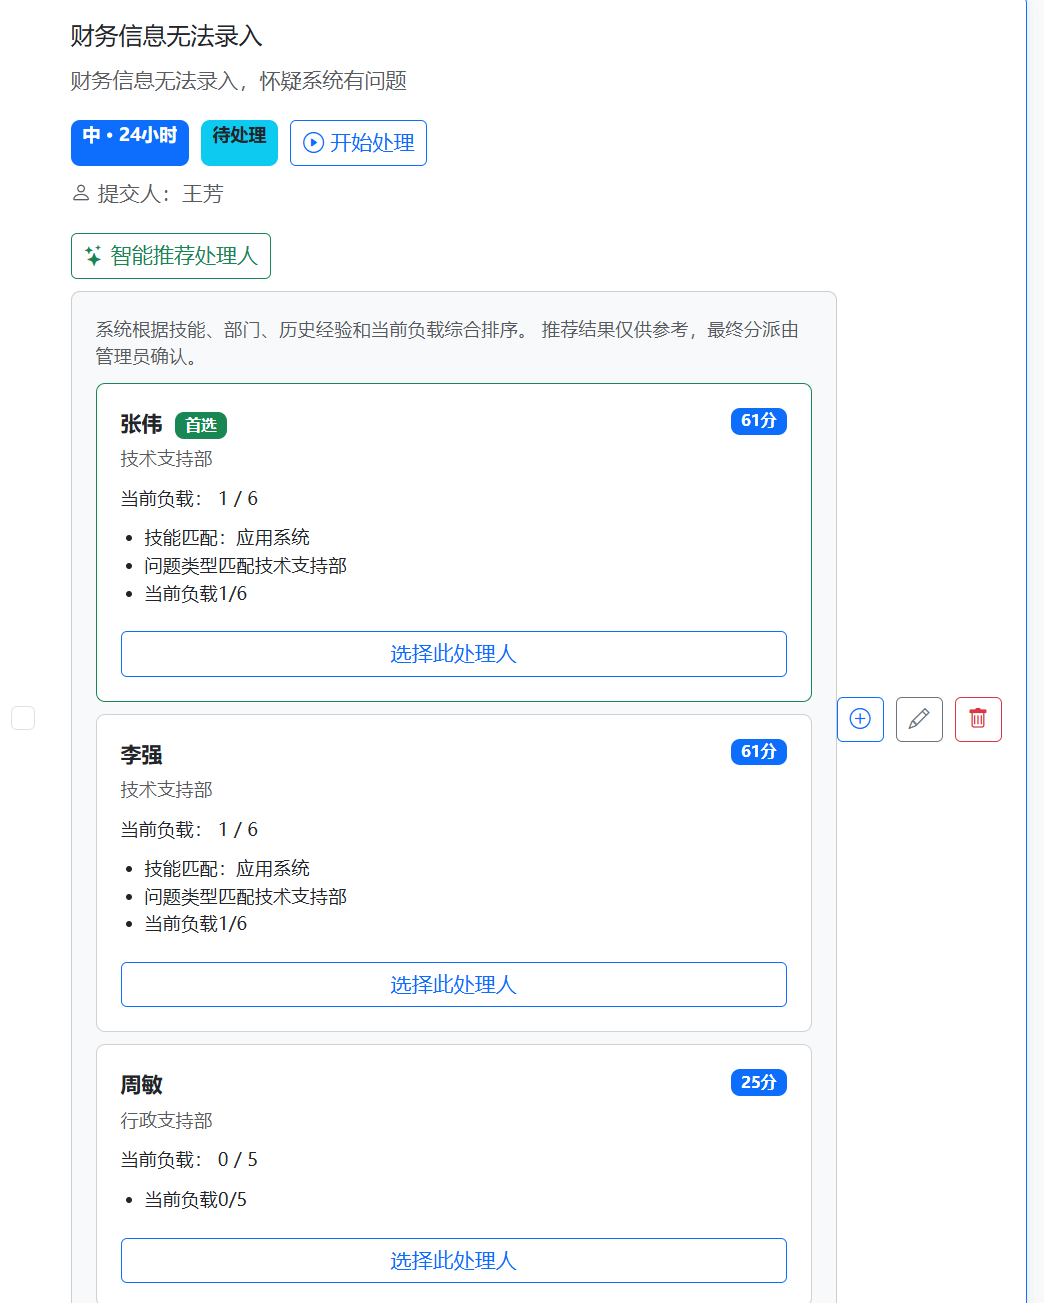 财务信息无法录入
财务信息无法录入，怀疑系统有问题
中 • 24小时 待处理 开始处理
提交人：王芳
智能推荐处理人
系统根据技能、部门、历史经验和当前负载综合排序。 推荐结果仅供参考，最终分派由
管理员确认。
张伟 首选 61分
技术支持部
当前负载： 1 / 6
• 技能匹配：应用系统
• 问题类型匹配技术支持部
• 当前负载1/6
选择此处理人
李强 61分
技术支持部
当前负载： 1 / 6
• 技能匹配：应用系统
• 问题类型匹配技术支持部
• 当前负载1/6
选择此处理人
周敏 25分
行政支持部
当前负载： 0 / 5
• 当前负载0/5
选择此处理人